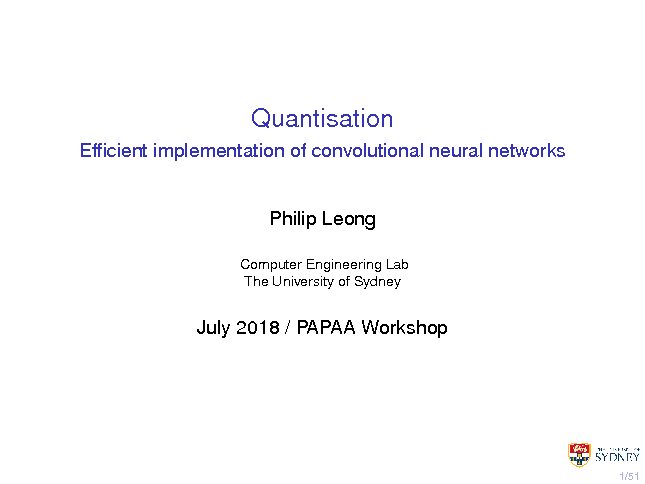 Quantisation
Efficient implementation of convolutional neural networks
Philip Leong
Computer Engineering Lab
The University of Sydney
July 2018 / PAPAA Workshop
THE UNIVERSITY OF
SYDNEY
1/51